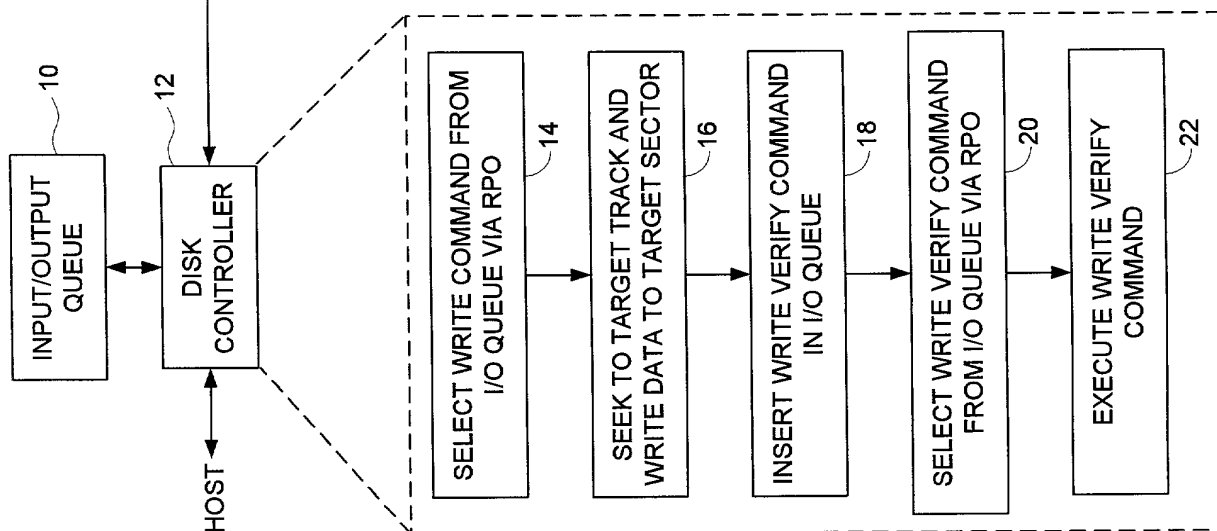 10
INPUT/OUTPUT
QUEUE
12
DISK
CONTROLLER
HOST
SELECT WRITE COMMAND FROM
I/O QUEUE VIA RPO
14
SEEK TO TARGET TRACK AND
WRITE DATA TO TARGET SECTOR
16
INSERT WRITE VERIFY COMMAND
IN I/O QUEUE
18
SELECT WRITE VERIFY COMMAND
FROM I/O QUEUE VIA RPO
20
EXECUTE WRITE VERIFY
COMMAND
22